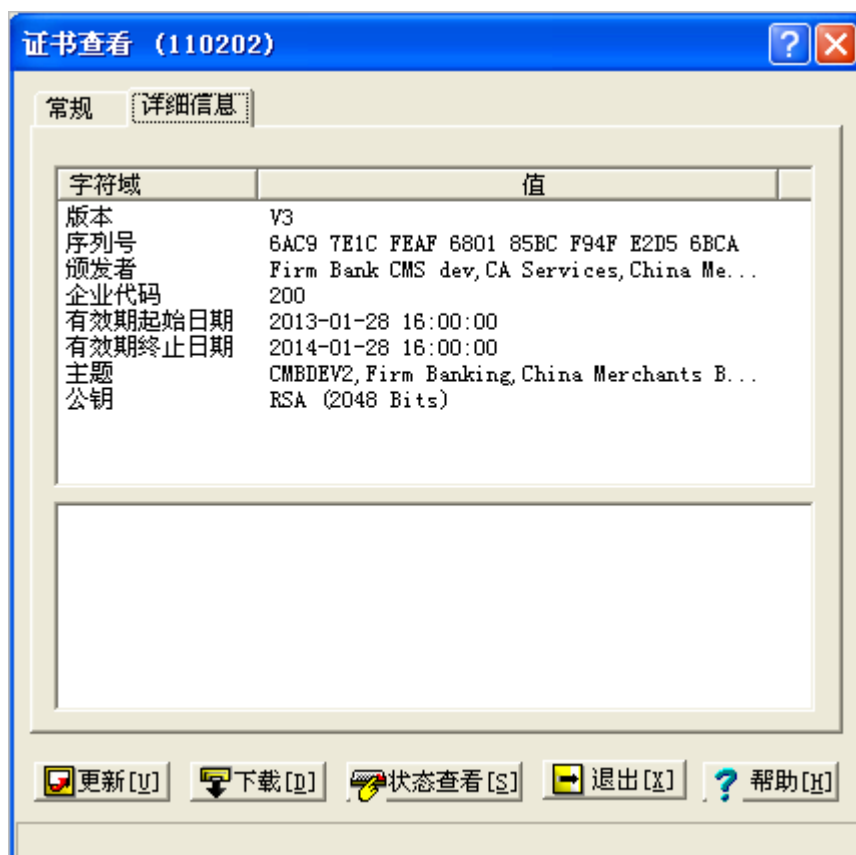 证书查看 (110202)
常规 详细信息
字符域 值
版本 V3
序列号 6AC9 7E1C FEAF 6801 85BC F94F E2D5 6BCA
颁发者 Firm Bank CMS dev,CA Services,China Me...
企业代码 200
有效期起始日期 2013-01-28 16:00:00
有效期终止日期 2014-01-28 16:00:00
主题 CMBDEV2,Firm Banking,China Merchants B...
公钥 RSA (2048 Bits)
更新[U] 下载[D] 状态查看[S] 退出[X] ? 帮助[H]